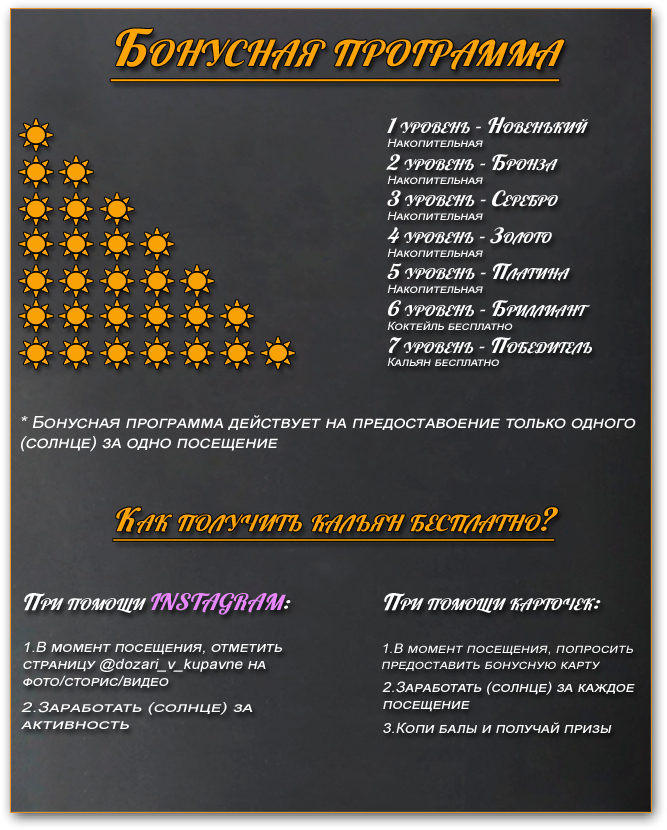 Бонусная программа
1 уровень - Новенький
Накопительная
2 уровень - Бронза
Накопительная
3 уровень - Серебро
Накопительная
4 уровень - Золото
Накопительная
5 уровень - Платина
Накопительная
6 уровень - Бриллиант
Коктейль бесплатно
7 уровень - Победитель
Кальян бесплатно
* Бонусная программа действует на предоставоение только одного
(солнце) за одно посещение
Как получить кальян бесплатно?
При помощи INSTAGRAM:
1.В момент посещения, отметить
страницу @dozari_v_kupavne на
фото/сторис/видео
2.Заработать (солнце) за
активность
При помощи карточек:
1.В момент посещения, попросить
предоставить бонусную карту
2.Заработать (солнце) за каждое
посещение
3.Копи балы и получай призы